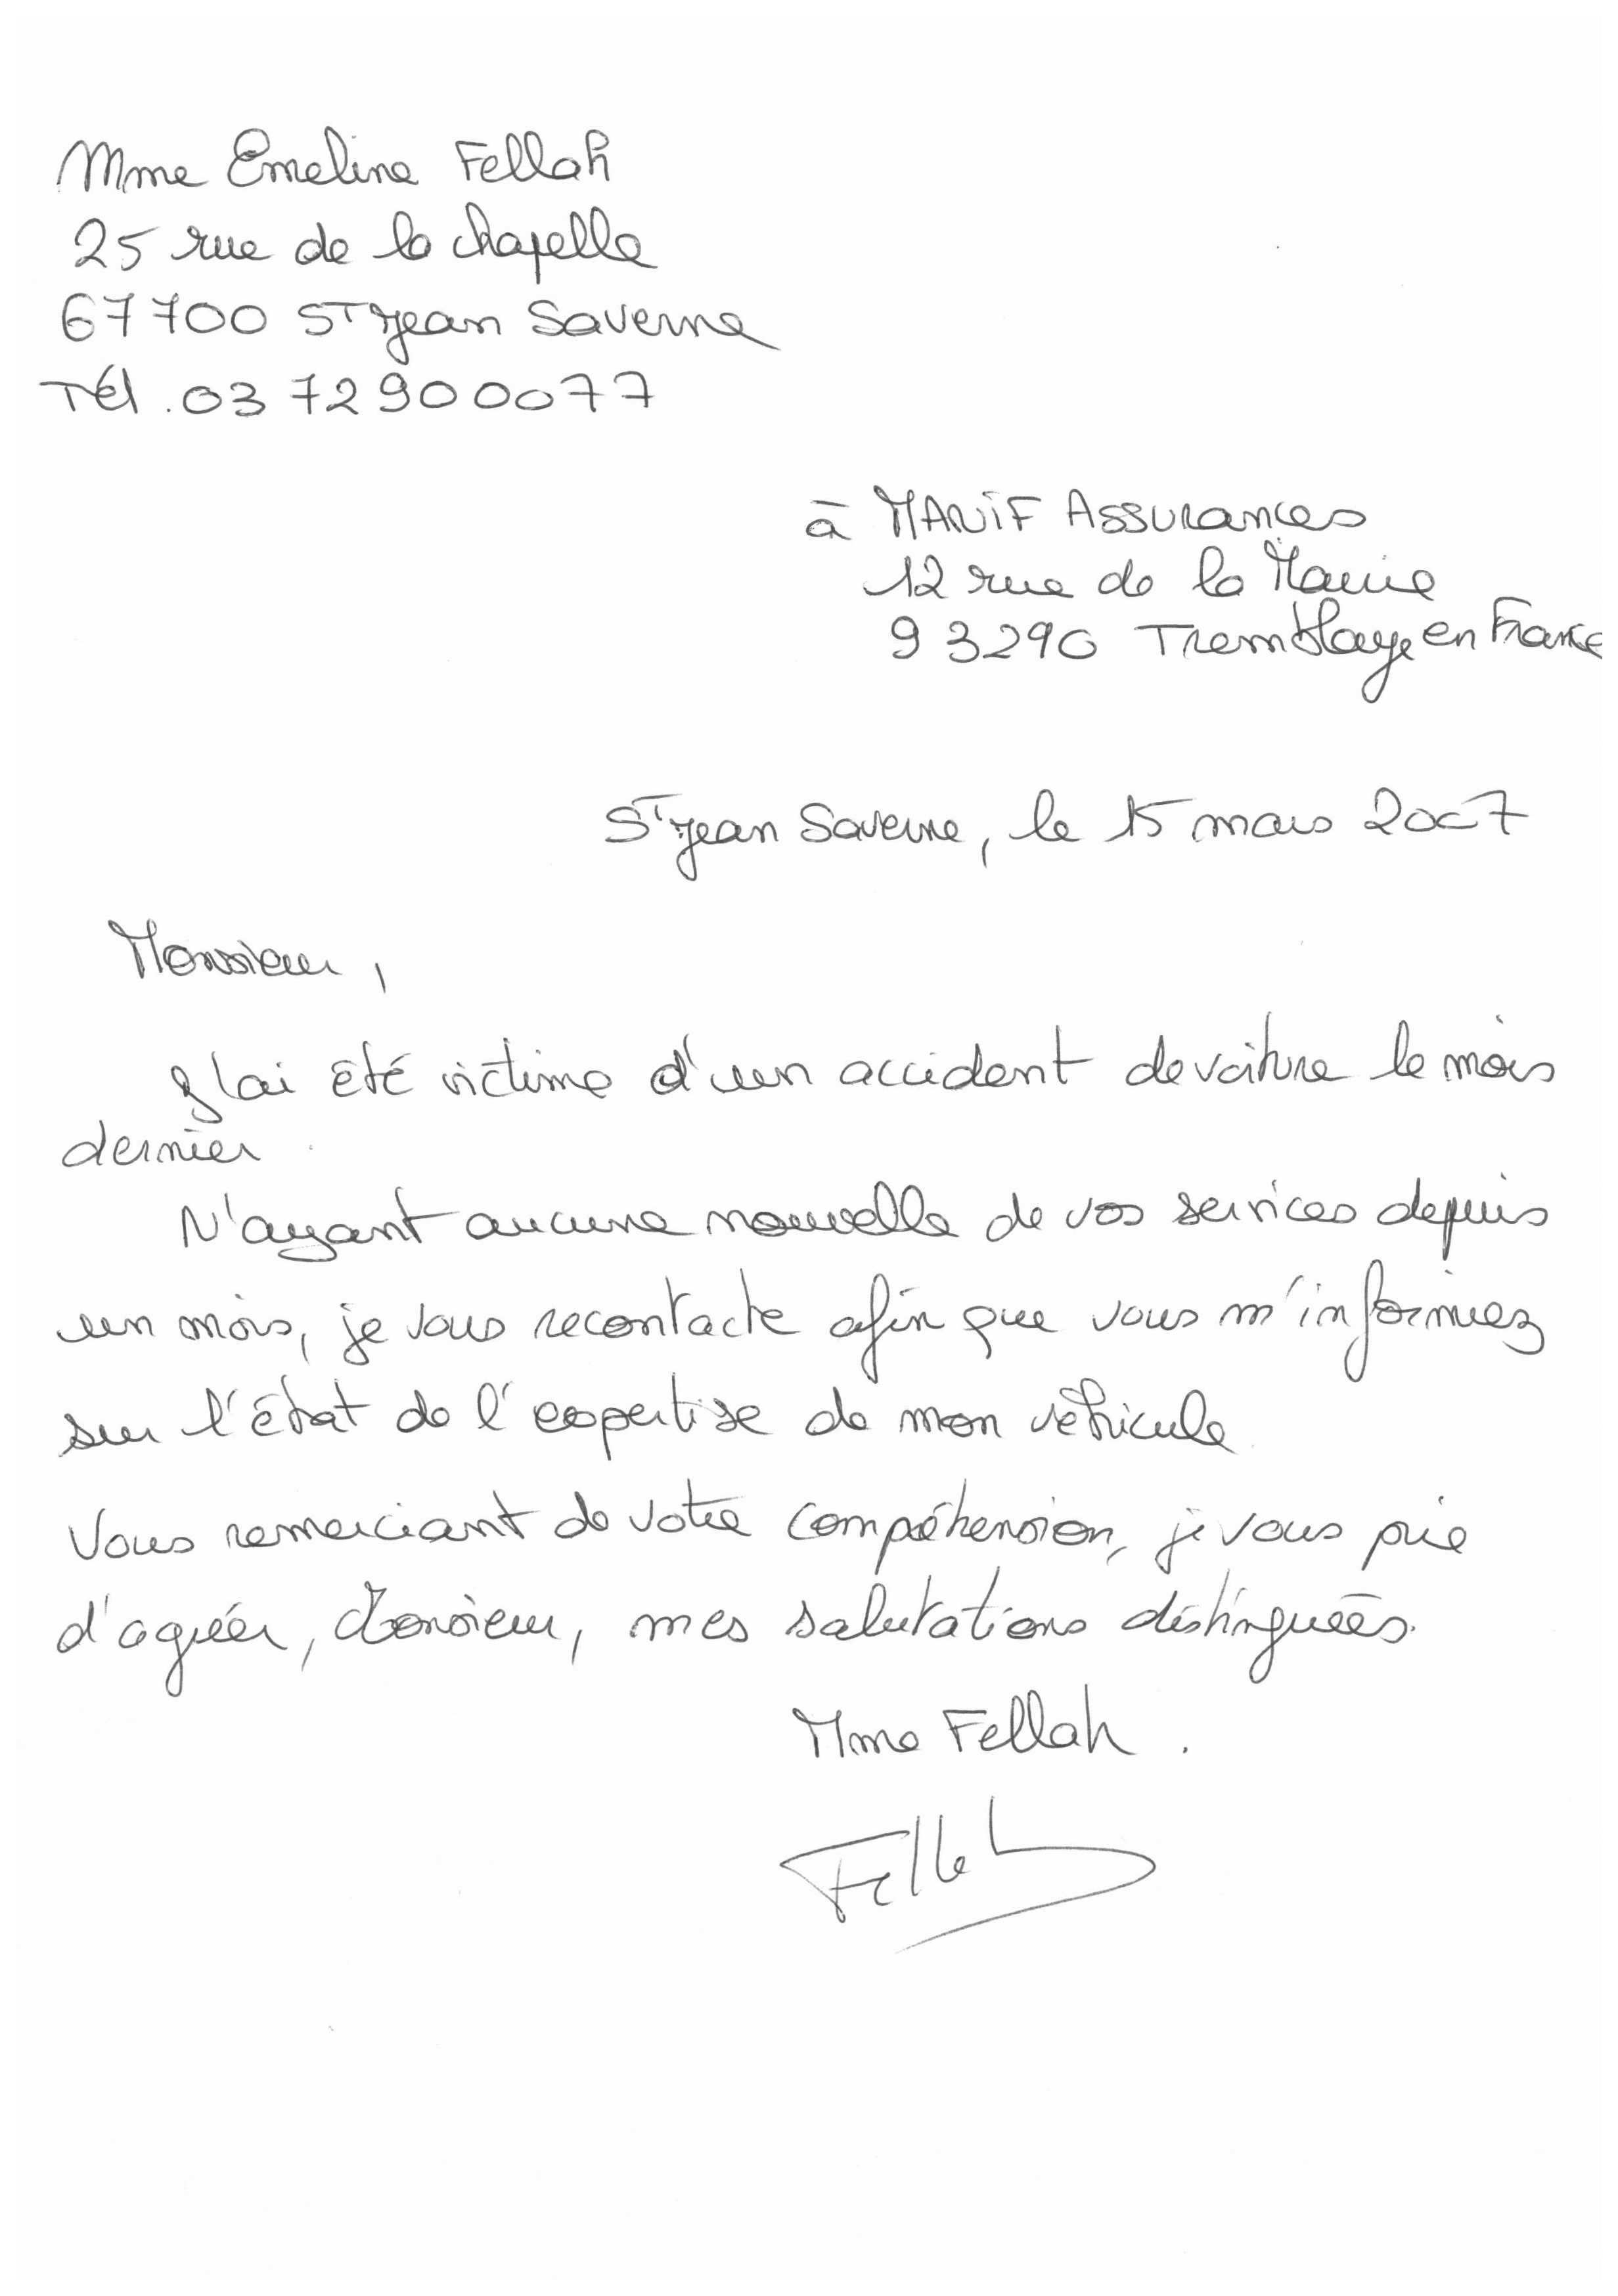 Mme Emeline Fellah
25 rue de la chapelle
67700 St Jean Saverne
Tél. 03 72 90 00 77
à MANiF Assurances
12 rue de la Mairie
93290 Tremblaye en France
St Jean Saverne, le 15 mars 2007
Monsieur,
J'ai été victime d'un accident de voiture le mois
dernier.
N'ayant aucune nouvelle de vos services depuis
un mois, je vous recontacte afin que vous m'informiez
sur l'état de l'expertise de mon véhicule.
Vous remerciant de votre compréhension, je vous prie
d'agréer, Monsieur, mes salutations distinguées.
Mme Fellah.
Fellah